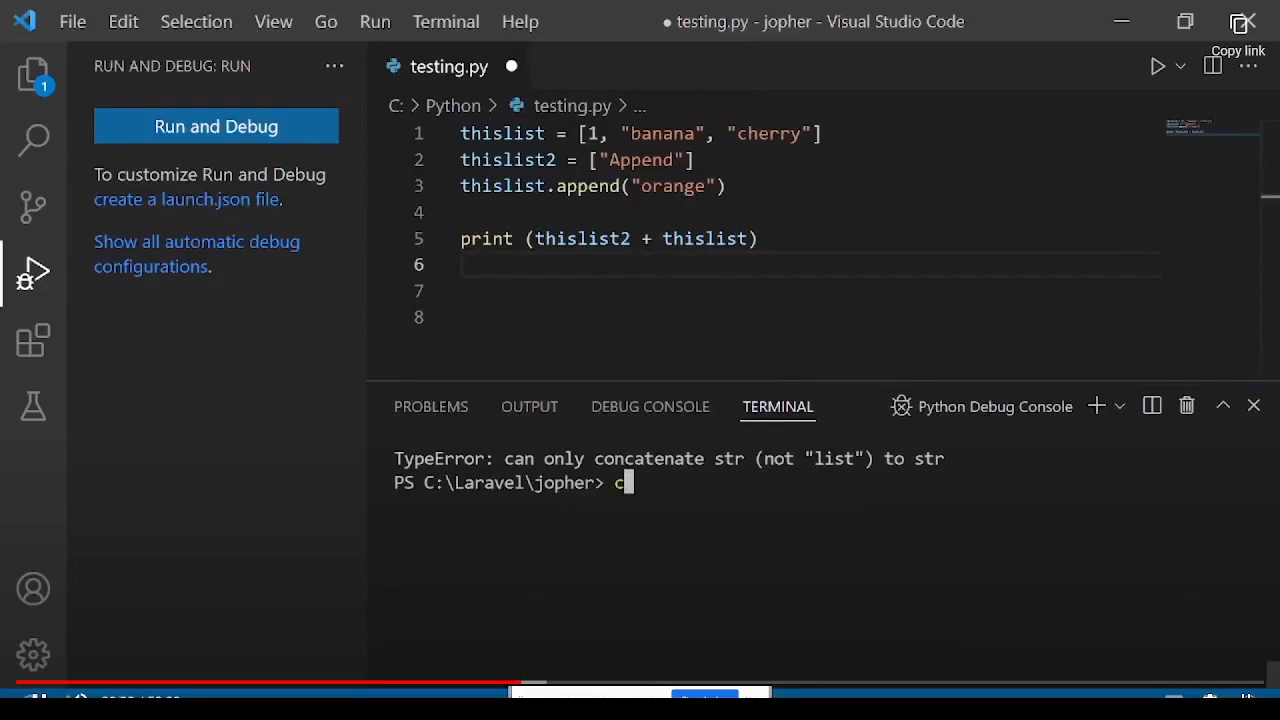 File Edit Selection View Go Run Terminal Help ● testing.py - jopher - Visual Studio Code
Copy link
RUN AND DEBUG: RUN ...
1
Run and Debug
To customize Run and Debug
create a launch.json file.
Show all automatic debug
configurations.
testing.py ●
C: > Python > testing.py > ...
1 thislist = [1, "banana", "cherry"]
2 thislist2 = ["Append"]
3 thislist.append("orange")
4
5 print (thislist2 + thislist)
6
7
8
PROBLEMS OUTPUT DEBUG CONSOLE TERMINAL Python Debug Console
TypeError: can only concatenate str (not "list") to str
PS C:\Laravel\jopher> c